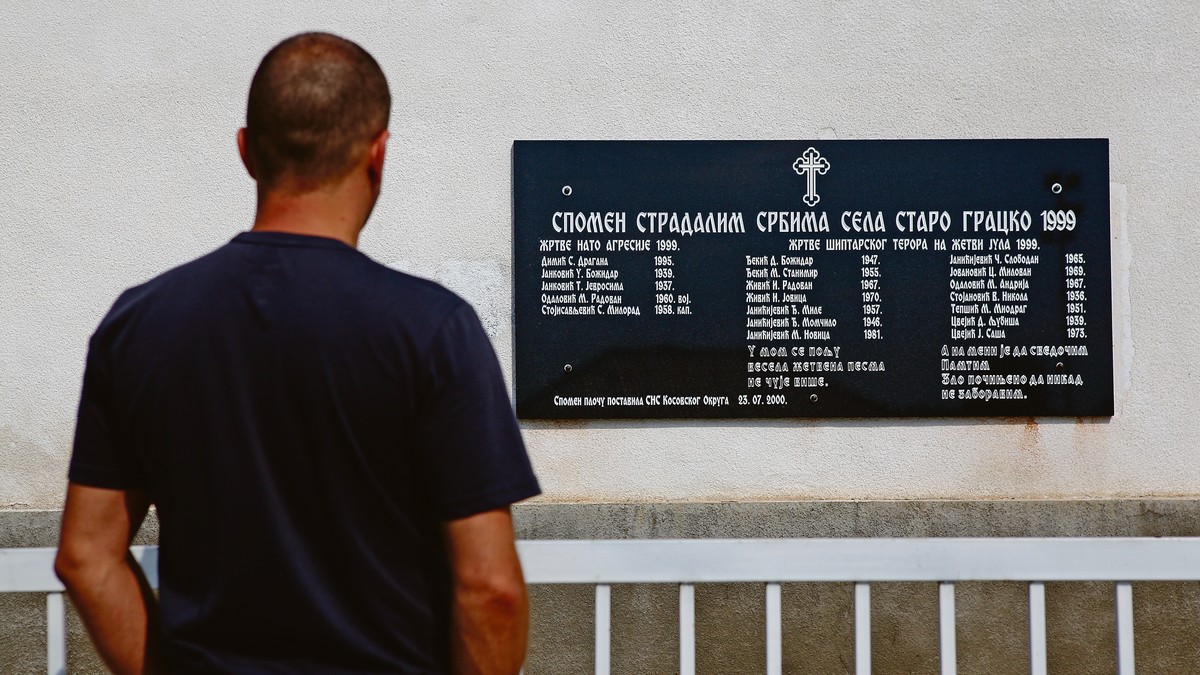 СПОМЕН СТРАДАЛИМ СРБИМА СЕЛА СТАРО ГРАЦКО 1999
ЖРТВЕ НАТО АГРЕСИЈЕ 1999.
Димић С. Драгана 1995.
Јанковић У. Божидар 1939.
Јанковић Т. Јевросима 1937.
Одаловић М. Радован 1960. вој.
Стојисављевић С. Милорад 1958. кап.
ЖРТВЕ ШИПТАРСКОГ ТЕРОРА НА ЖЕТВИ ЈУЛА 1999.
Ђекић Д. Божидар 1947.
Ђекић М. Станимир 1955.
Живић И. Радован 1967.
Живић И. Јовица 1970.
Јанићијевић Ђ. Миле 1957.
Јанићијевић Ђ. Момчило 1946.
Јанићијевић М. Новица 1981.
Јанићијевић Ч. Слободан 1965.
Јовановић Ц. Милован 1969.
Одаловић М. Андрија 1967.
Стојановић В. Никола 1936.
Тепшић М. Миодраг 1951.
Цвејић Д. Љубиша 1939.
Цвејић Ј. Саша 1973.
У мом се пољу
весела жетвена песма
не чује више.
А на мени је да сведочим
Памтим
Зло почињено да никад
не заборавим.
Спомен плочу поставила СНС Косовског Округа 23. 07. 2000.